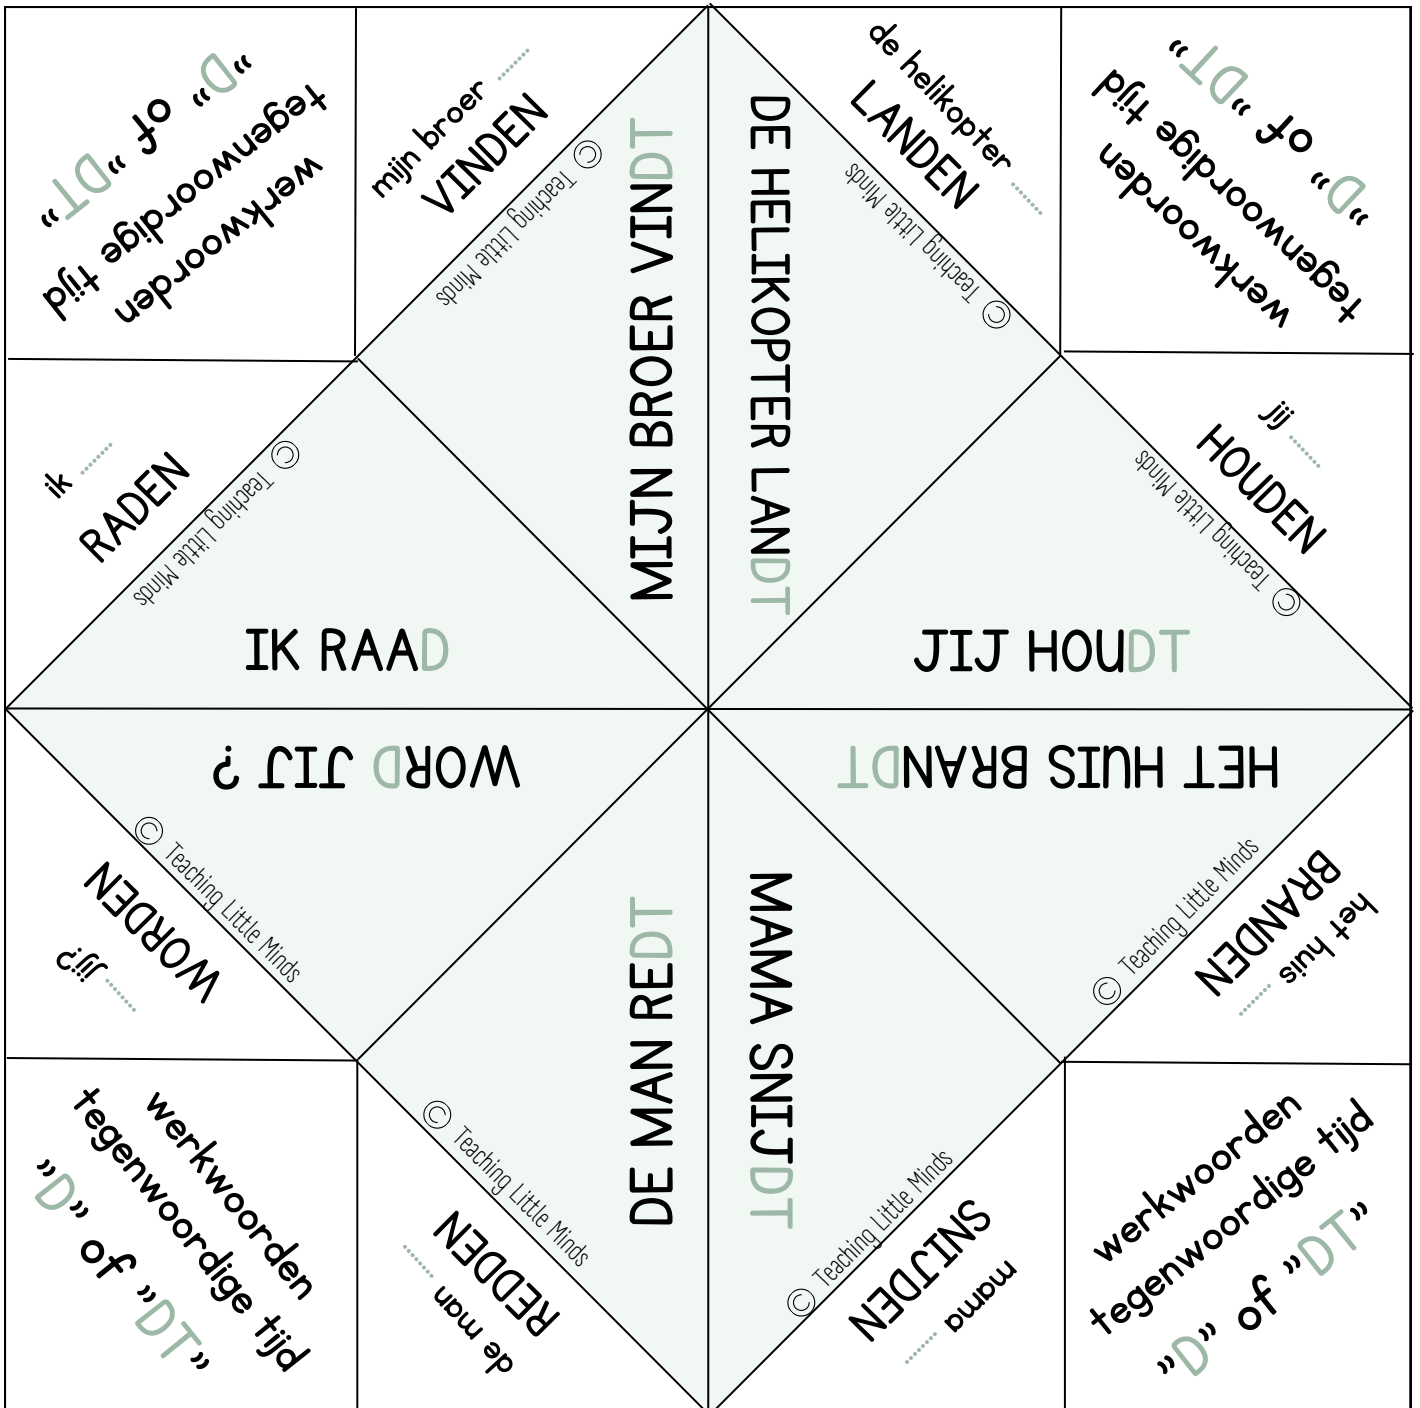 werkwoorden
tegenwoordige tijd
"D" of "DT"
mijn broer ........
VINDEN
© Teaching Little Minds
MIJN BROER VINDT
de helikopter ........
LANDEN
© Teaching Little Minds
DE HELIKOPTER LANDT
werkwoorden
tegenwoordige tijd
"D" of "DT"
ik ........
RADEN
© Teaching Little Minds
IK RAAD
jij ........
HOUDEN
© Teaching Little Minds
JIJ HOUDT
........ jij?
WORDEN
© Teaching Little Minds
WORD JIJ ?
het huis ........
BRANDEN
© Teaching Little Minds
HET HUIS BRANDT
werkwoorden
tegenwoordige tijd
"D" of "DT"
de man ........
REDDEN
© Teaching Little Minds
DE MAN REDT
mama ........
SNIJDEN
© Teaching Little Minds
MAMA SNIJDT
werkwoorden
tegenwoordige tijd
"D" of "DT"